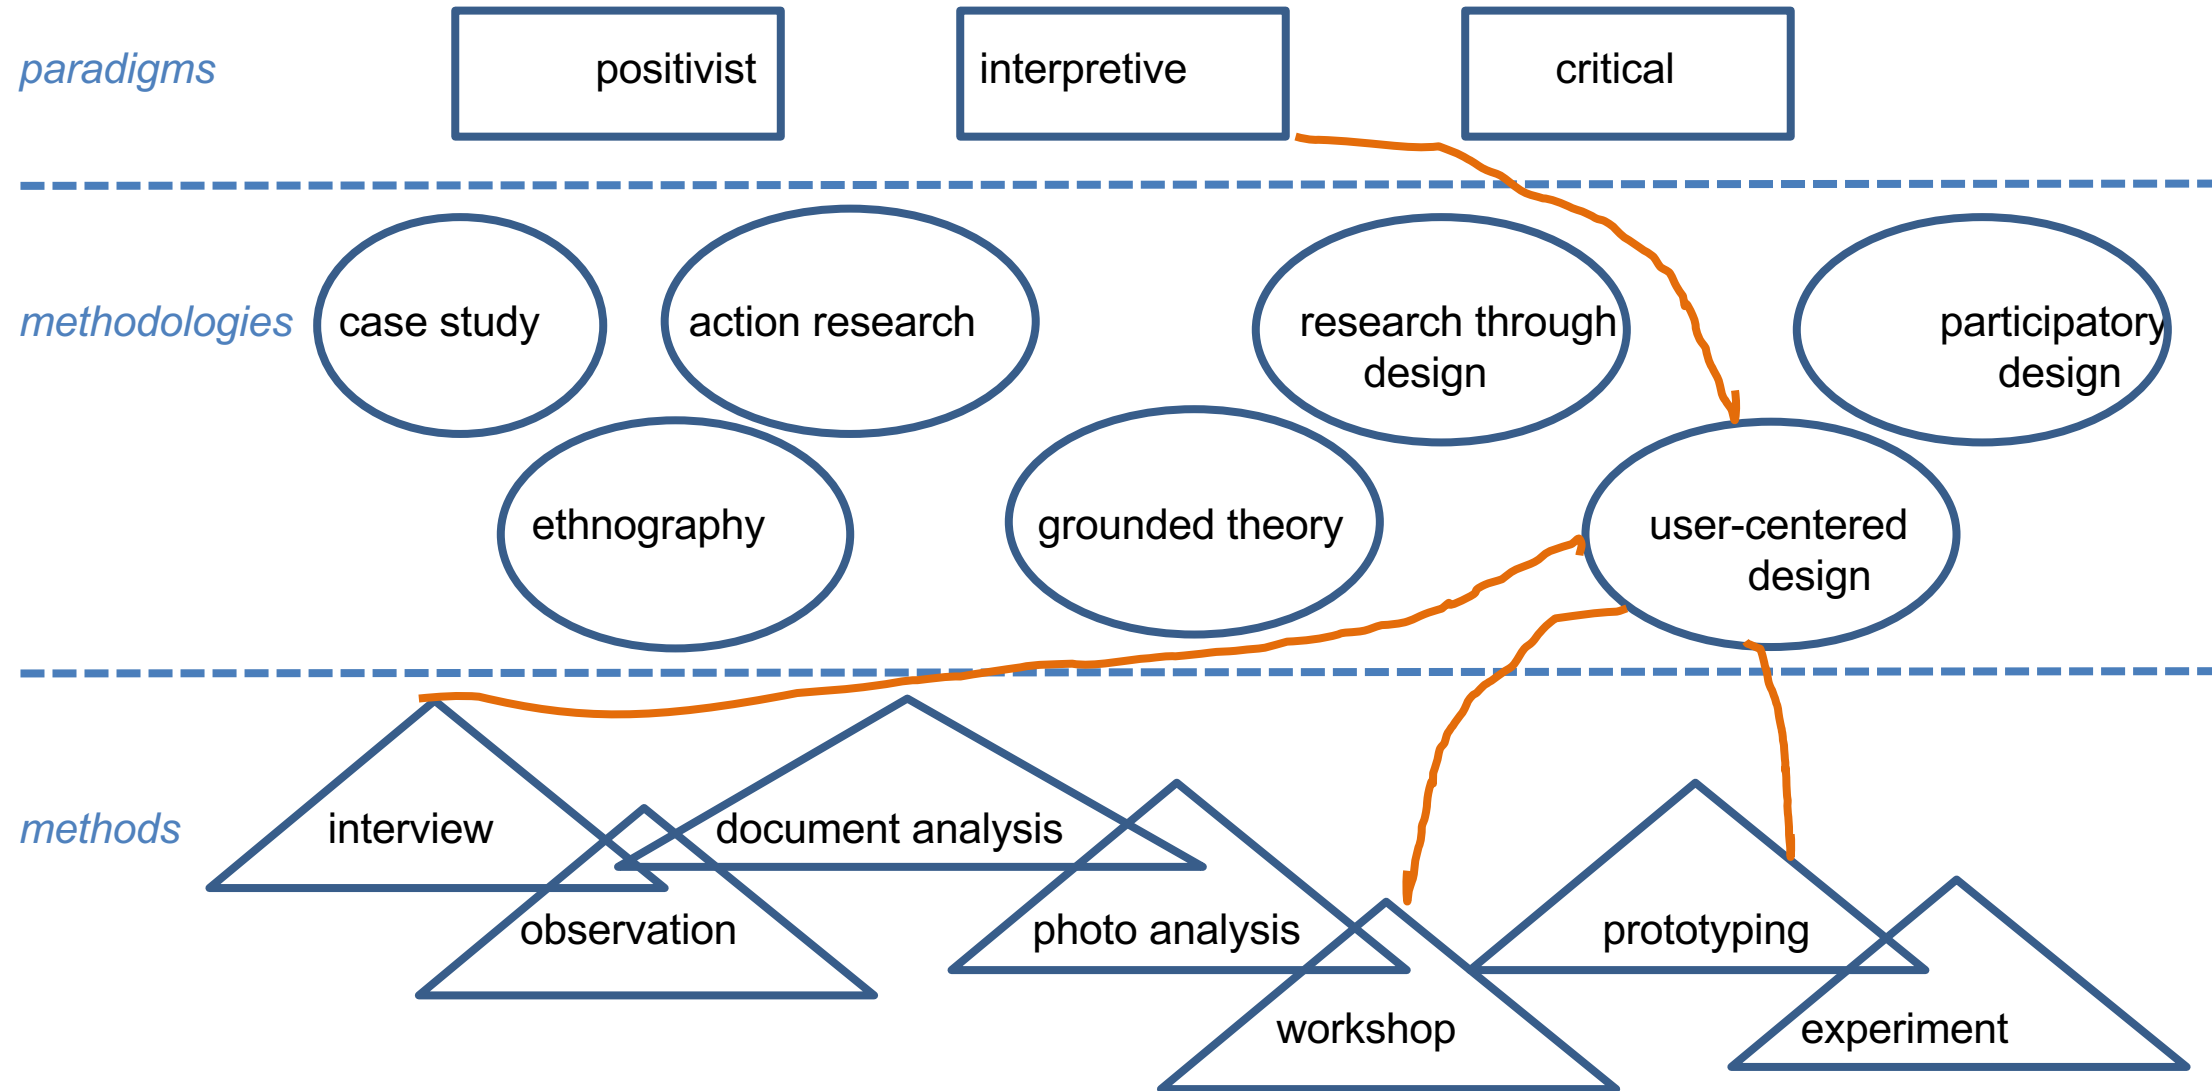 paradigms
positivist
interpretive
critical
methodologies
case study
action research
research through
design
participatory
design
ethnography
grounded theory
user-centered
design
methods
interview
document analysis
observation
photo analysis
prototyping
workshop
experiment